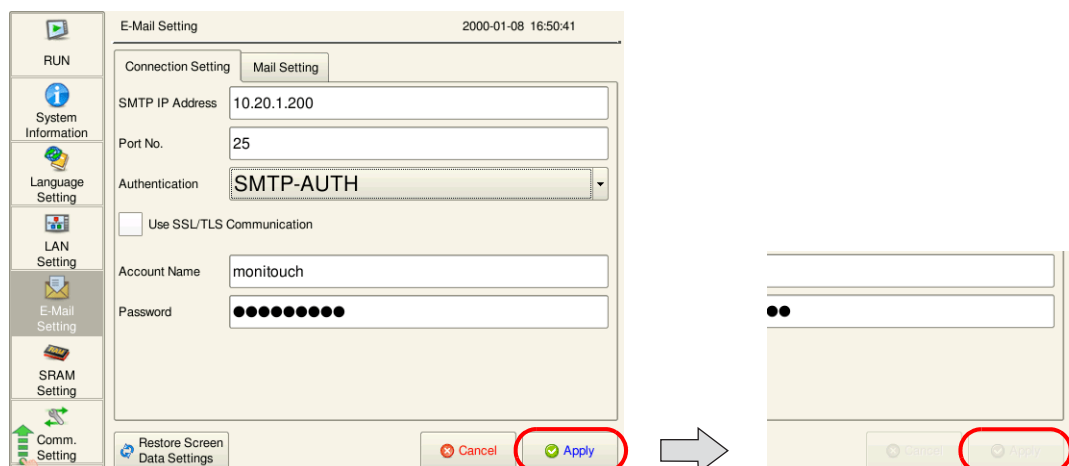 E-Mail Setting
2000-01-08 16:50:41
RUN
System
Information
Language
Setting
LAN
Setting
E-Mail
Setting
SRAM
Setting
Comm.
Setting
Connection Setting
Mail Setting
SMTP IP Address
10.20.1.200
Port No.
25
Authentication
SMTP-AUTH
Use SSL/TLS Communication
Account Name
monitouch
Password
●●●●●●●●●
Restore Screen
Data Settings
Cancel
Apply
●●
Cancel
Apply